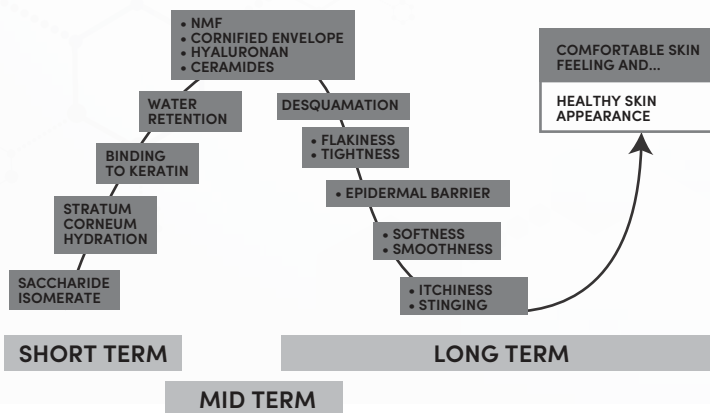 • NMF
• CORNIFIED ENVELOPE
• HYALURONAN
• CERAMIDES
WATER
RETENTION
BINDING
TO KERATIN
STRATUM
CORNEUM
HYDRATION
SACCHARIDE
ISOMERATE
DESQUAMATION
• FLAKINESS
• TIGHTNESS
• EPIDERMAL BARRIER
• SOFTNESS
• SMOOTHNESS
• ITCHINESS
• STINGING
COMFORTABLE SKIN
FEELING AND...
HEALTHY SKIN
APPEARANCE
SHORT TERM
MID TERM
LONG TERM